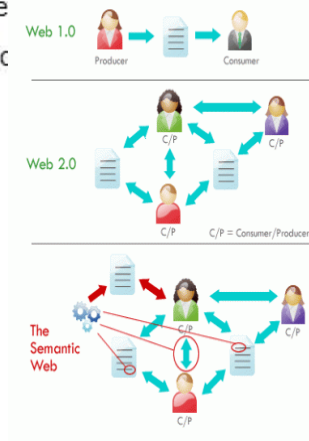 e
Web 1.0
Producer
Consumer
c
C/P
C/P
Web 2.0
C/P
C/P = Consumer/Producer
C/P
C/P
The
Semantic
Web
C/P